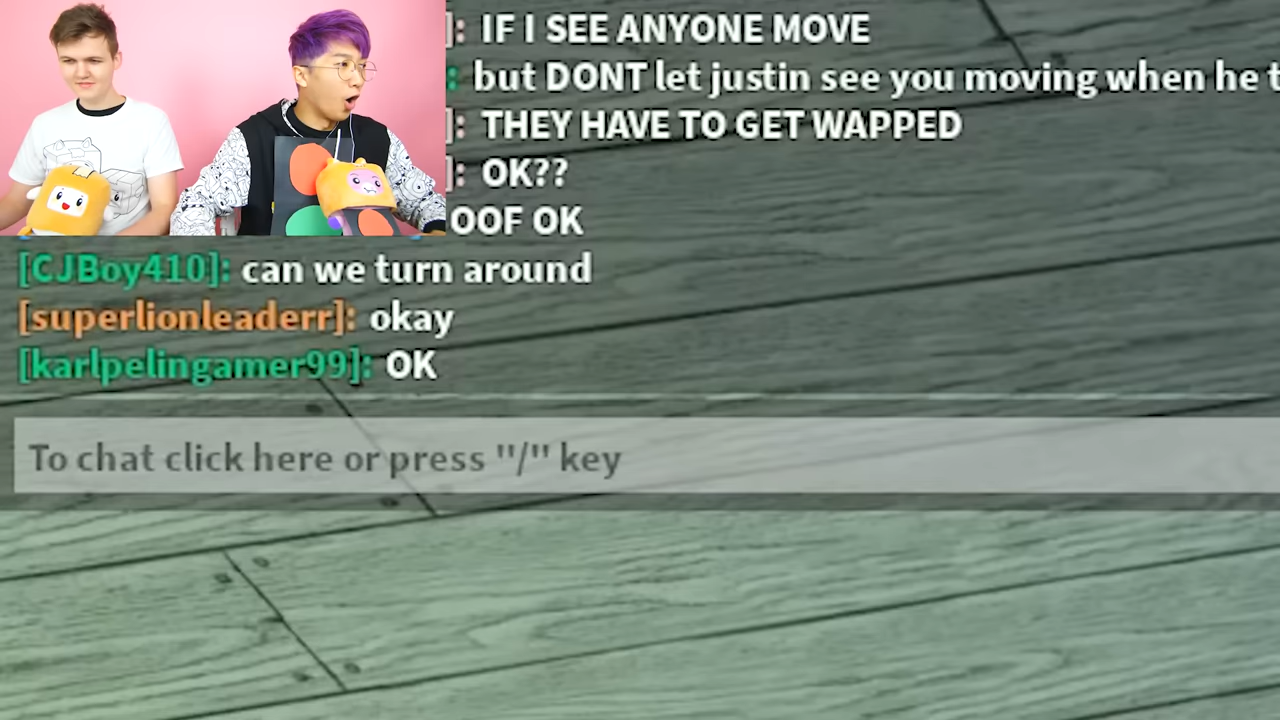 ]: IF I SEE ANYONE MOVE
: but DONT let justin see you moving when he t
]: THEY HAVE TO GET WAPPED
]: OK??
OOF OK
[CJBoy410]: can we turn around
[superlionleaderr]: okay
[karlpelingamer99]: OK
To chat click here or press "/" key